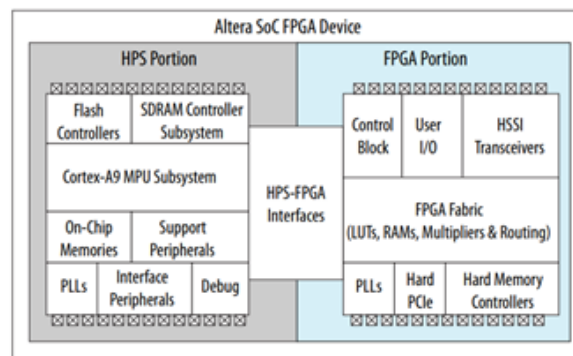 Altera SoC FPGA Device
HPS Portion
FPGA Portion
Flash
Controllers
SDRAM Controller
Subsystem
Cortex-A9 MPU Subsystem
On-Chip
Memories
Support
Peripherals
PLLs
Interface
Peripherals
Debug
HPS-FPGA
Interfaces
Control
Block
User
I/O
HSSI
Transceivers
FPGA Fabric
(LUTs, RAMs, Multipliers & Routing)
PLLs
Hard
PCIe
Hard Memory
Controllers